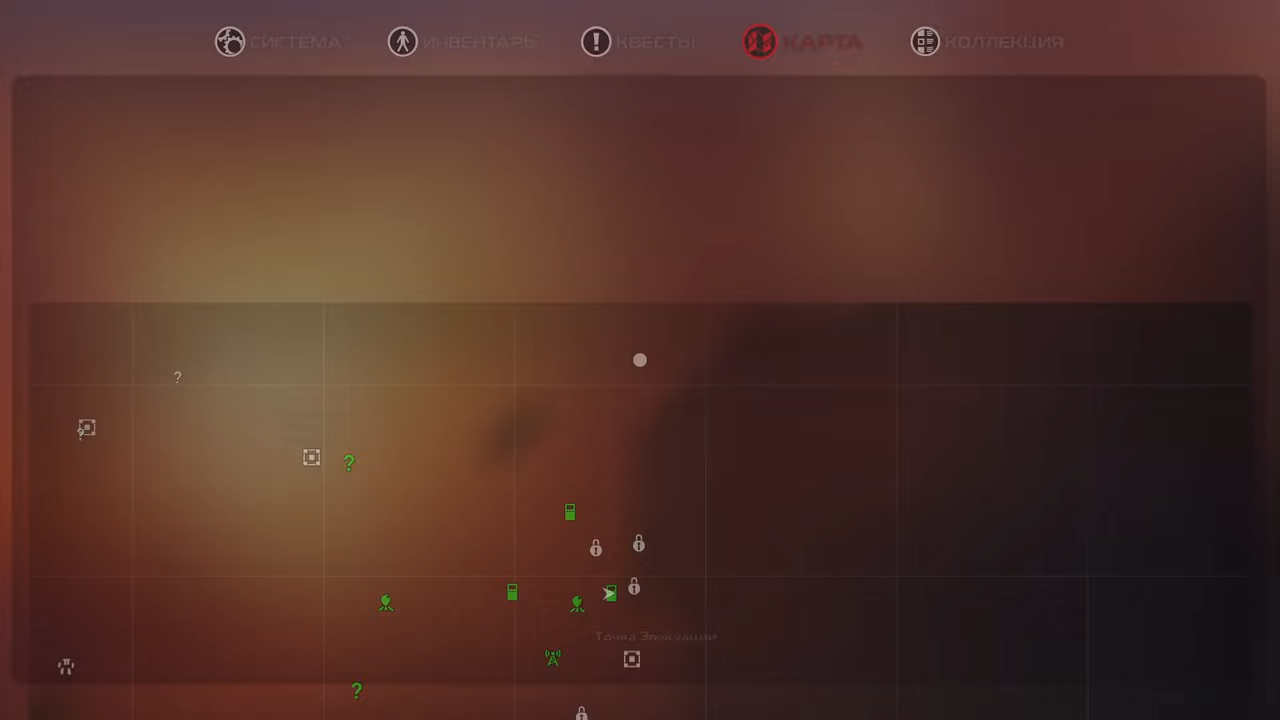 СИСТЕМА
ИНВЕНТАРЬ
КВЕСТЫ
КАРТА
КОЛЛЕКЦИЯ
?
?
?
Точка Эвакуации
?